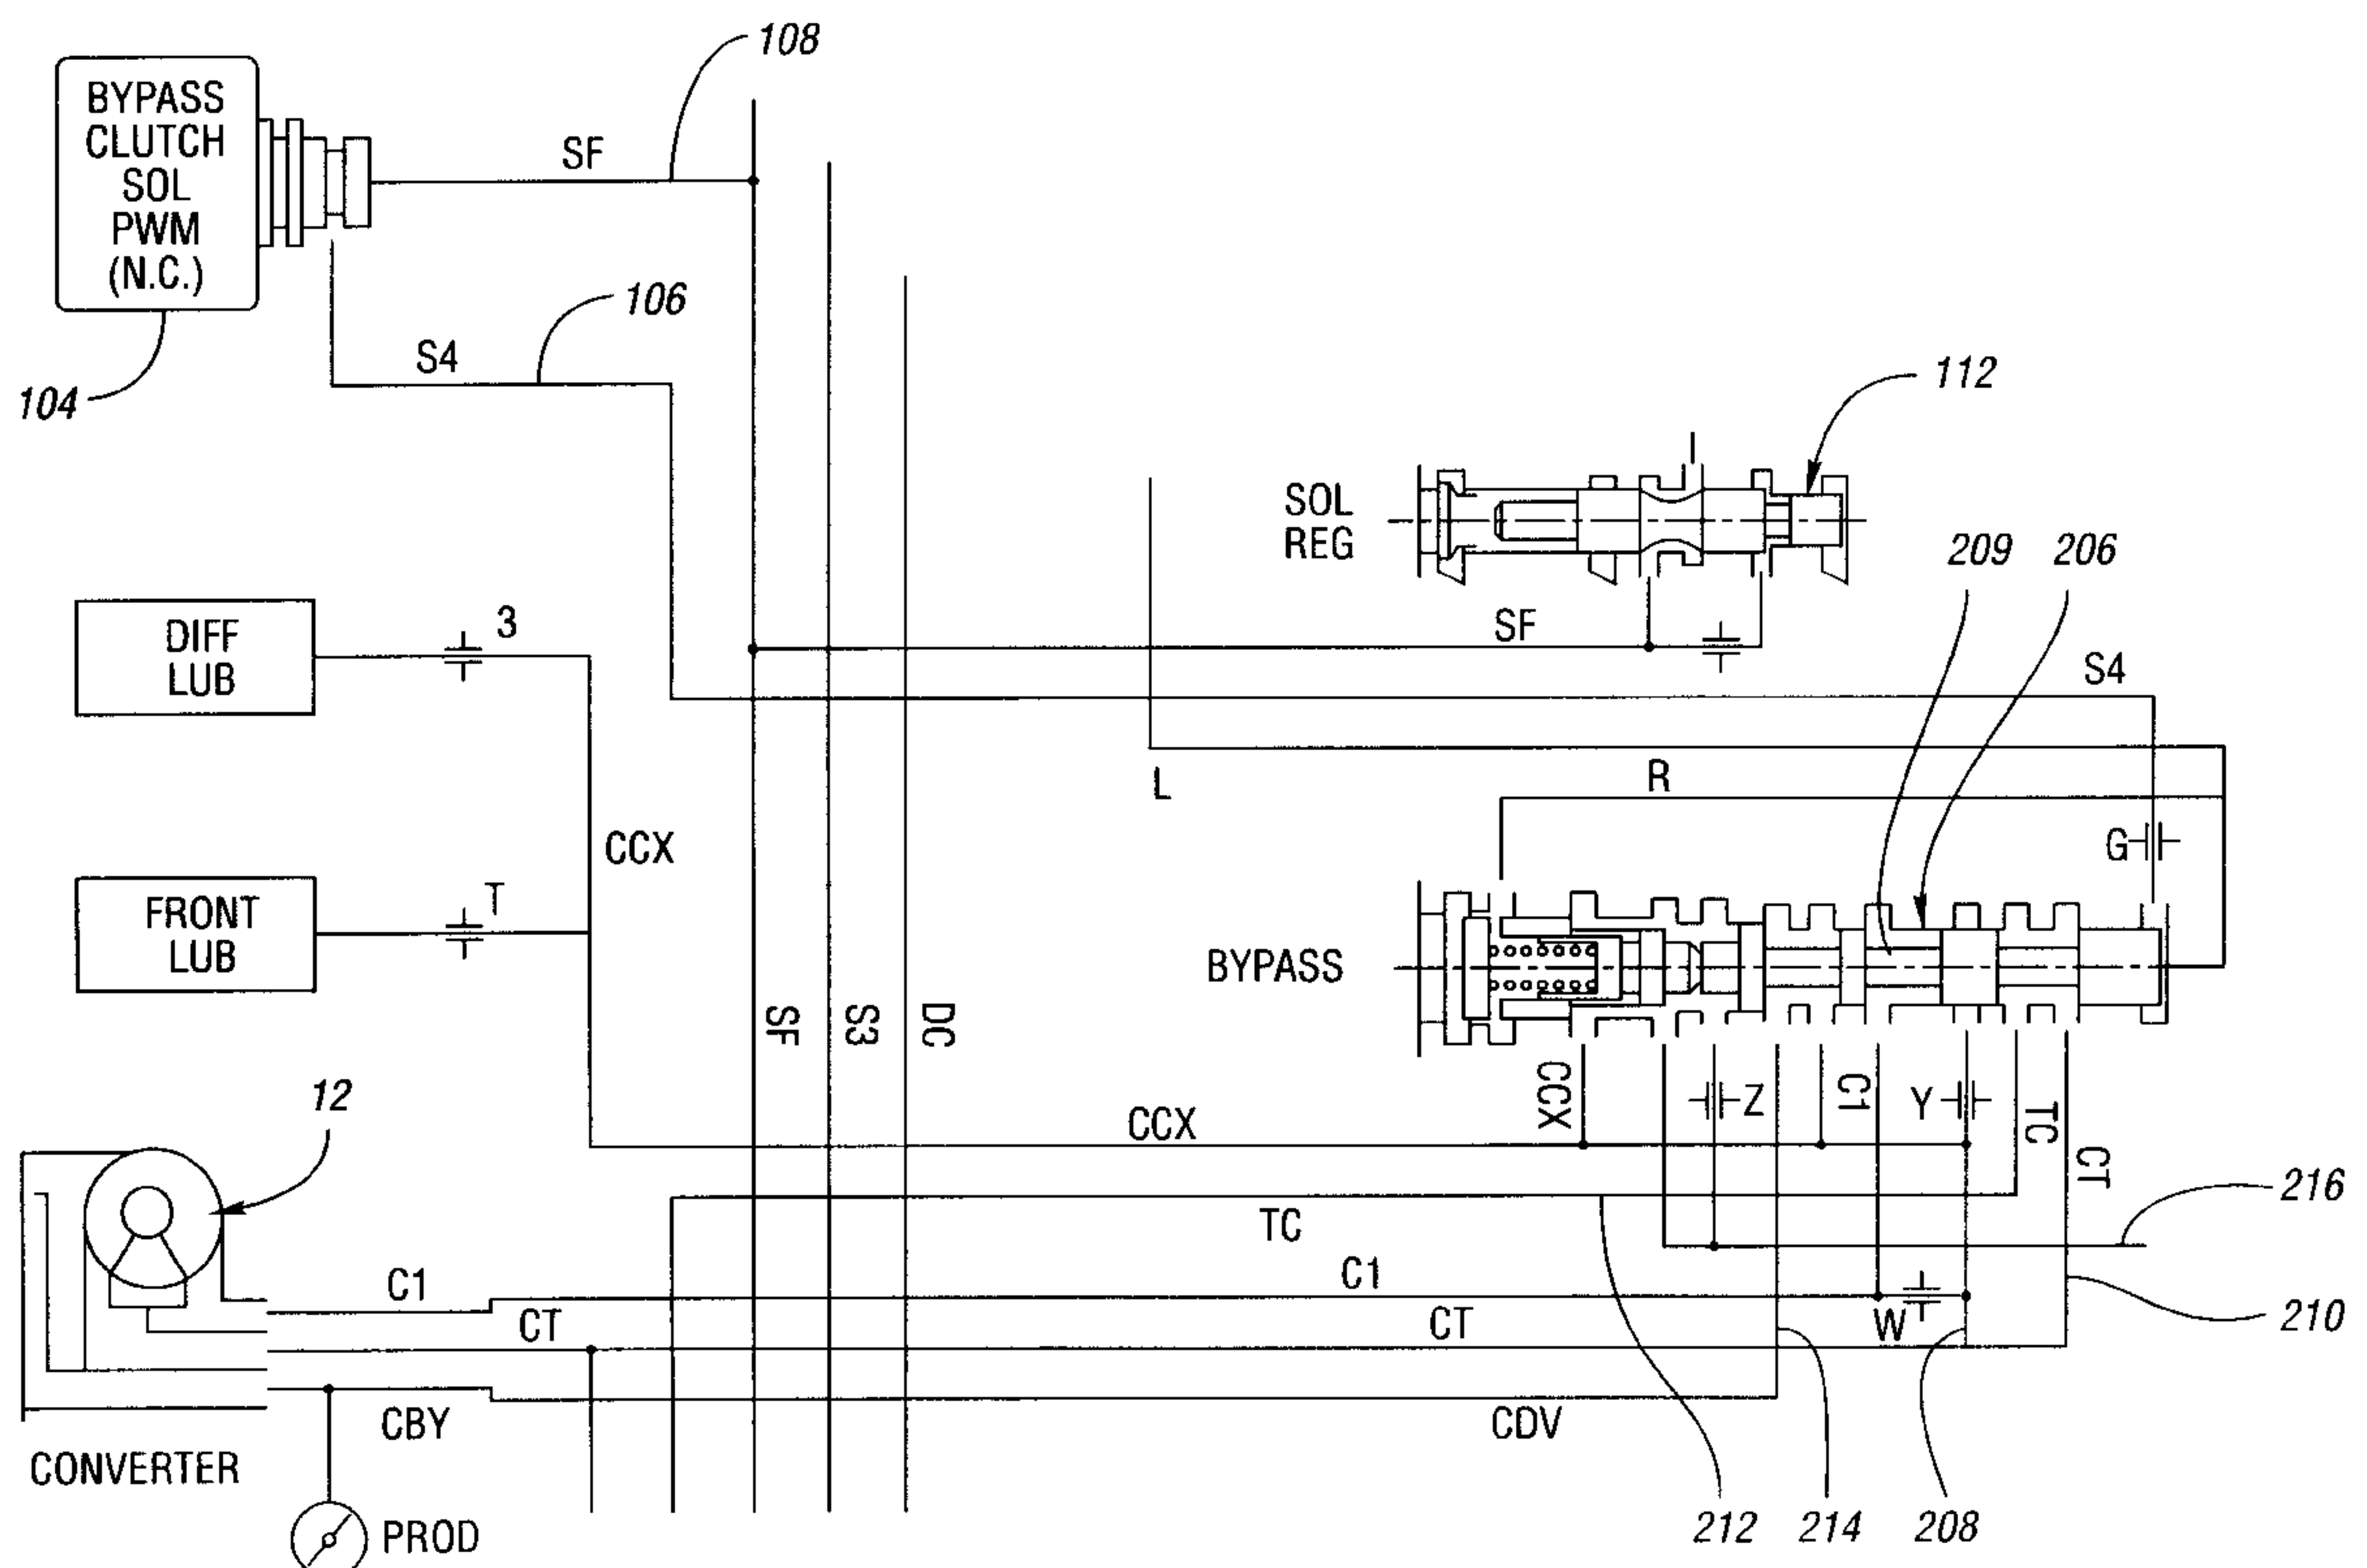 108
BYPASS
CLUTCH
SOL
PWM
(N.C.)
SF
106
S4
104
112
SOL
REG
209
206
DIFF
LUB
3
SF
S4
L
R
CCX
G
FRONT
LUB
T
BYPASS
SF
S3
DC
12
CCX
CCX
Z
C1
Y
TC
CT
TC
216
C1
C1
CT
CT
W
210
CBY
CDV
CONVERTER
PROD
212
214
208